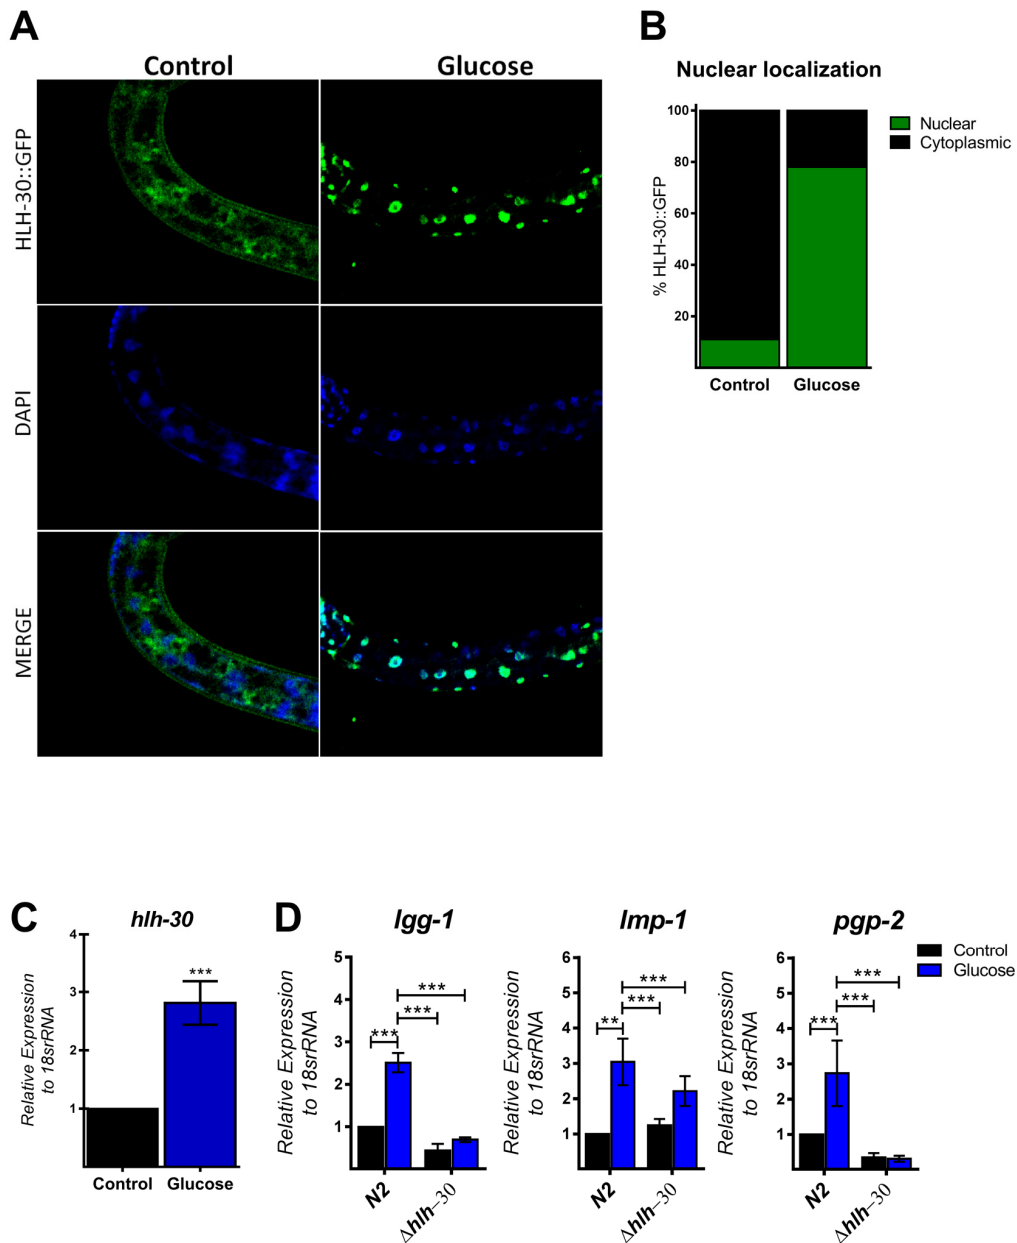 A
Control
Glucose
HLH-30::GFP
DAPI
MERGE
B
Nuclear localization
% HLH-30::GFP
100
80
60
40
20
Control
Glucose
Nuclear
Cytoplasmic
C
hlh-30
Relative Expression
to 18srRNA
4
3
2
1
***
Control
Glucose
D
lgg-1
Relative Expression
to 18srRNA
5
4
3
2
1
***
***
***
N2
Δhlh–30
lmp-1
Relative Expression
to 18srRNA
6
5
4
3
2
1
***
***
**
N2
Δhlh–30
pgp-2
Relative Expression
to 18srRNA
6
5
4
3
2
1
***
***
***
N2
Δhlh–30
Control
Glucose